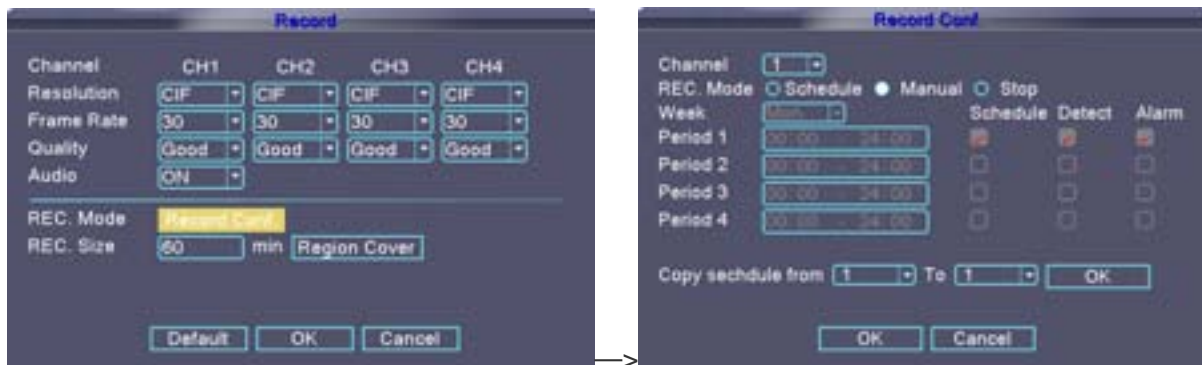 Record
Channel CH1 CH2 CH3 CH4
Resolution CIF CIF CIF CIF
Frame Rate 30 30 30 30
Quality Good Good Good Good
Audio ON
REC. Mode Record Conf.
REC. Size 60 min Region Cover
Default OK Cancel
—>
Record Conf.
Channel 1
REC. Mode Schedule Manual Stop
Week Mon. Schedule Detect Alarm
Period 1 00:00 - 24:00
Period 2 00:00 - 24:00
Period 3 00:00 - 24:00
Period 4 00:00 - 24:00
Copy sechdule from 1 To 1 OK
OK Cancel